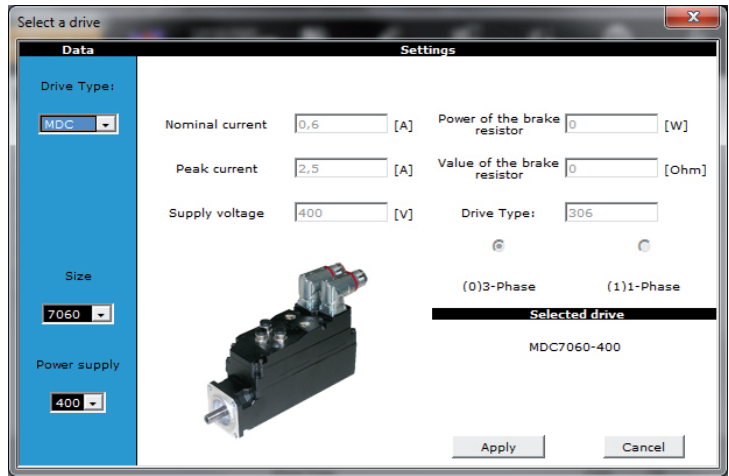 Select a drive
Data
Settings
Drive Type:
MDC
Nominal current 0,6 [A]
Power of the brake
resistor
0 [W]
Peak current 2,5 [A]
Value of the brake
resistor
0 [Ohm]
Supply voltage 400 [V]
Drive Type: 306
(0)3-Phase
(1)1-Phase
Size
7060
Selected drive
MDC7060-400
Power supply
400
Apply
Cancel